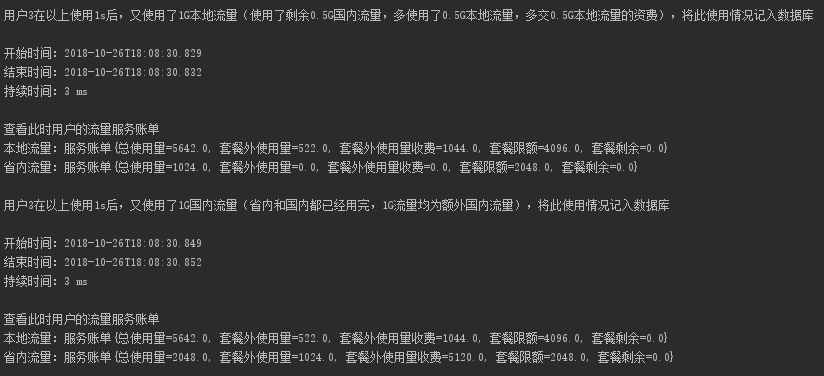 用户3在以上使用1s后，又使用了1G本地流量（使用了剩余0.5G国内流量，多使用了0.5G本地流量，多交0.5G本地流量的资费），将此使用情况记入数据库
开始时间：2018-10-26T18:08:30.829
结束时间：2018-10-26T18:08:30.832
持续时间：3 ms
查看此时用户的流量服务账单
本地流量：服务账单{总使用量=5642.0, 套餐外使用量=522.0, 套餐外使用量收费=1044.0, 套餐限额=4096.0, 套餐剩余=0.0}
省内流量：服务账单{总使用量=1024.0, 套餐外使用量=0.0, 套餐外使用量收费=0.0, 套餐限额=2048.0, 套餐剩余=0.0}
用户3在以上使用1s后，又使用了1G国内流量（省内和国内都已经用完，1G流量均为额外国内流量），将此使用情况记入数据库
开始时间：2018-10-26T18:08:30.849
结束时间：2018-10-26T18:08:30.852
持续时间：3 ms
查看此时用户的流量服务账单
本地流量：服务账单{总使用量=5642.0, 套餐外使用量=522.0, 套餐外使用量收费=1044.0, 套餐限额=4096.0, 套餐剩余=0.0}
省内流量：服务账单{总使用量=2048.0, 套餐外使用量=1024.0, 套餐外使用量收费=5120.0, 套餐限额=2048.0, 套餐剩余=0.0}